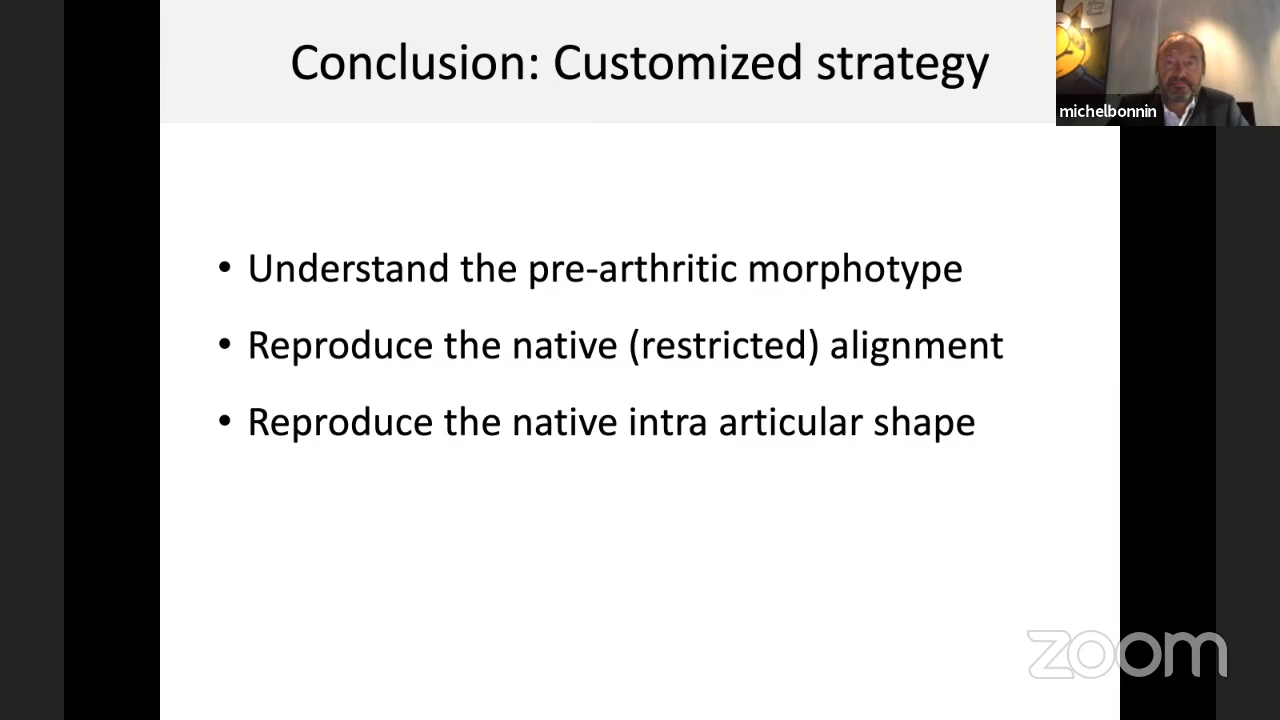 Conclusion: Customized strategy
michelbonnin
• Understand the pre-arthritic morphotype
• Reproduce the native (restricted) alignment
• Reproduce the native intra articular shape
zoom